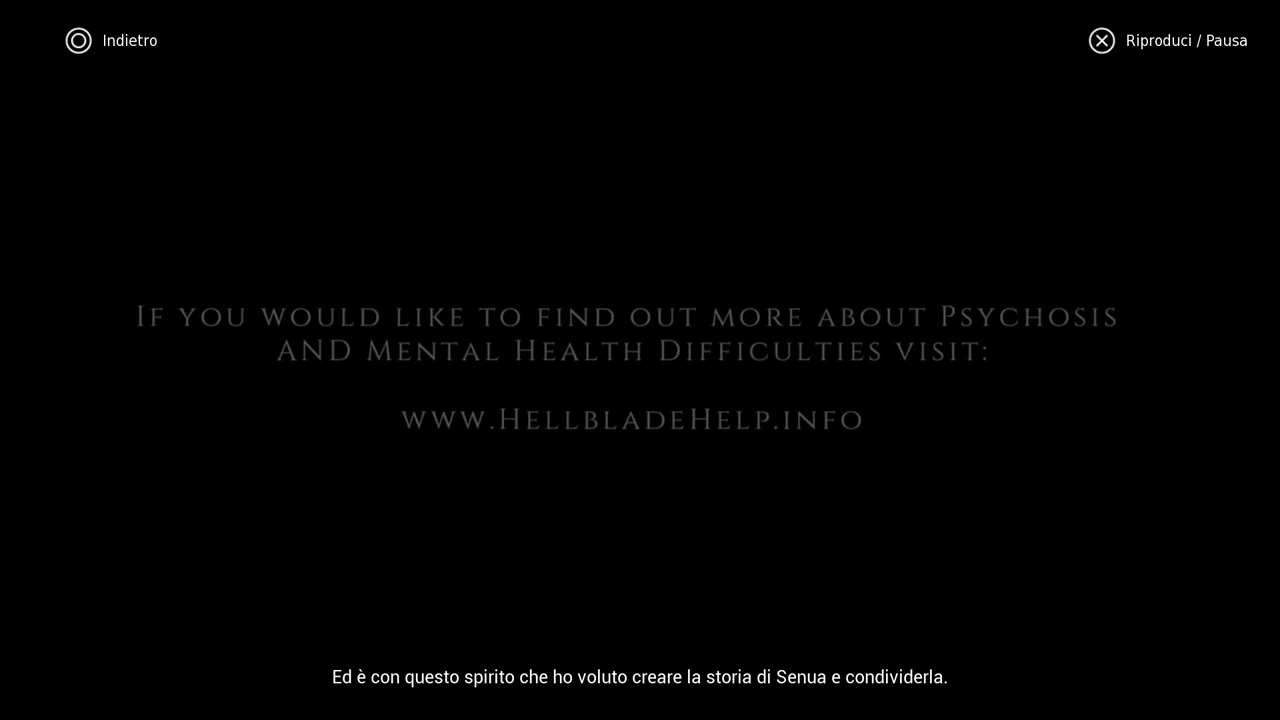 Indietro
Riproduci / Pausa
If you would like to find out more about Psychosis
and Mental Health Difficulties visit:
www.HellbladeHelp.info
Ed è con questo spirito che ho voluto creare la storia di Senua e condividerla.